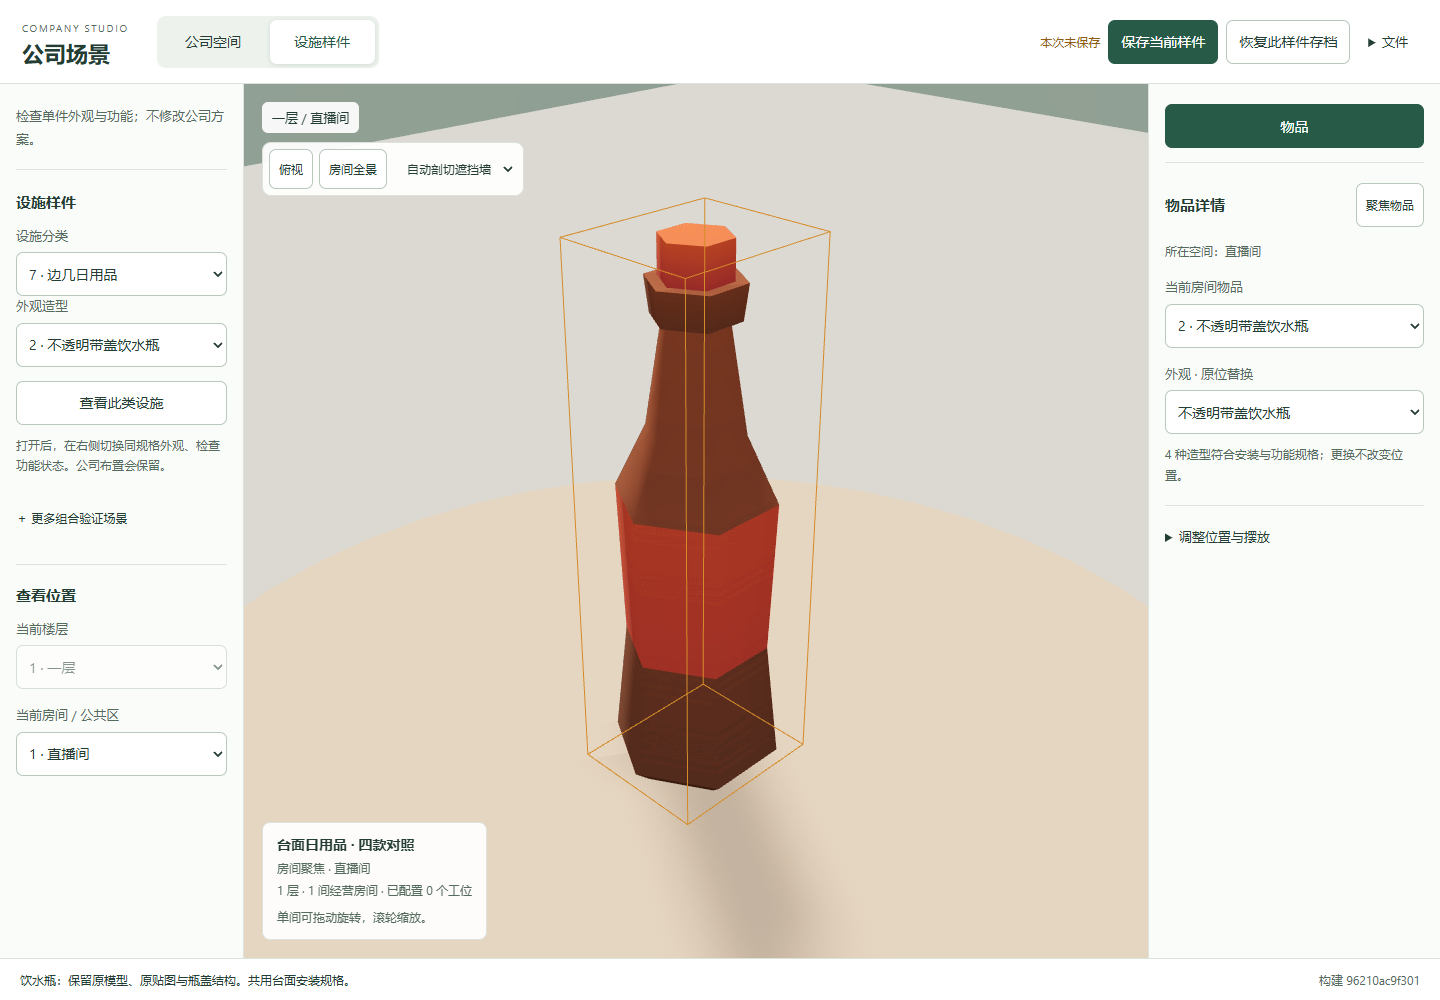 COMPANY STUDIO
公司场景
公司空间
设施样件
本次未保存
保存当前样件
恢复此样件存档
文件
检查单件外观与功能；不修改公司方
案。
设施样件
设施分类
7 · 边几日用品
外观造型
2 · 不透明带盖饮水瓶
查看此类设施
打开后，在右侧切换同规格外观、检查
功能状态。公司布置会保留。
+ 更多组合验证场景
查看位置
当前楼层
1 · 一层
当前房间 / 公共区
1 · 直播间
一层 / 直播间
俯视
房间全景
自动剖切遮挡墙
台面日用品 · 四款对照
房间聚焦 · 直播间
1 层 · 1 间经营房间 · 已配置 0 个工位
单间可拖动旋转，滚轮缩放。
物品
物品详情
聚焦物品
所在空间：直播间
当前房间物品
2 · 不透明带盖饮水瓶
外观 · 原位替换
不透明带盖饮水瓶
4 种造型符合安装与功能规格；更换不改变位
置。
调整位置与摆放
饮水瓶：保留原模型、原贴图与瓶盖结构。共用台面安装规格。
构建 96210ac9f301